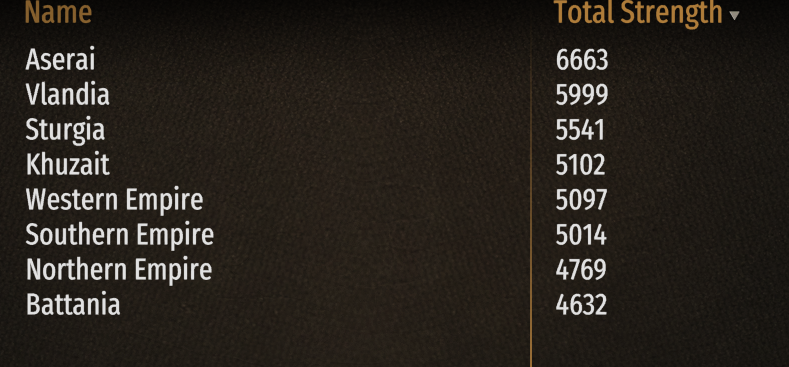 Name Total Strength
Aserai 6663
Vlandia 5999
Sturgia 5541
Khuzait 5102
Western Empire 5097
Southern Empire 5014
Northern Empire 4769
Battania 4632